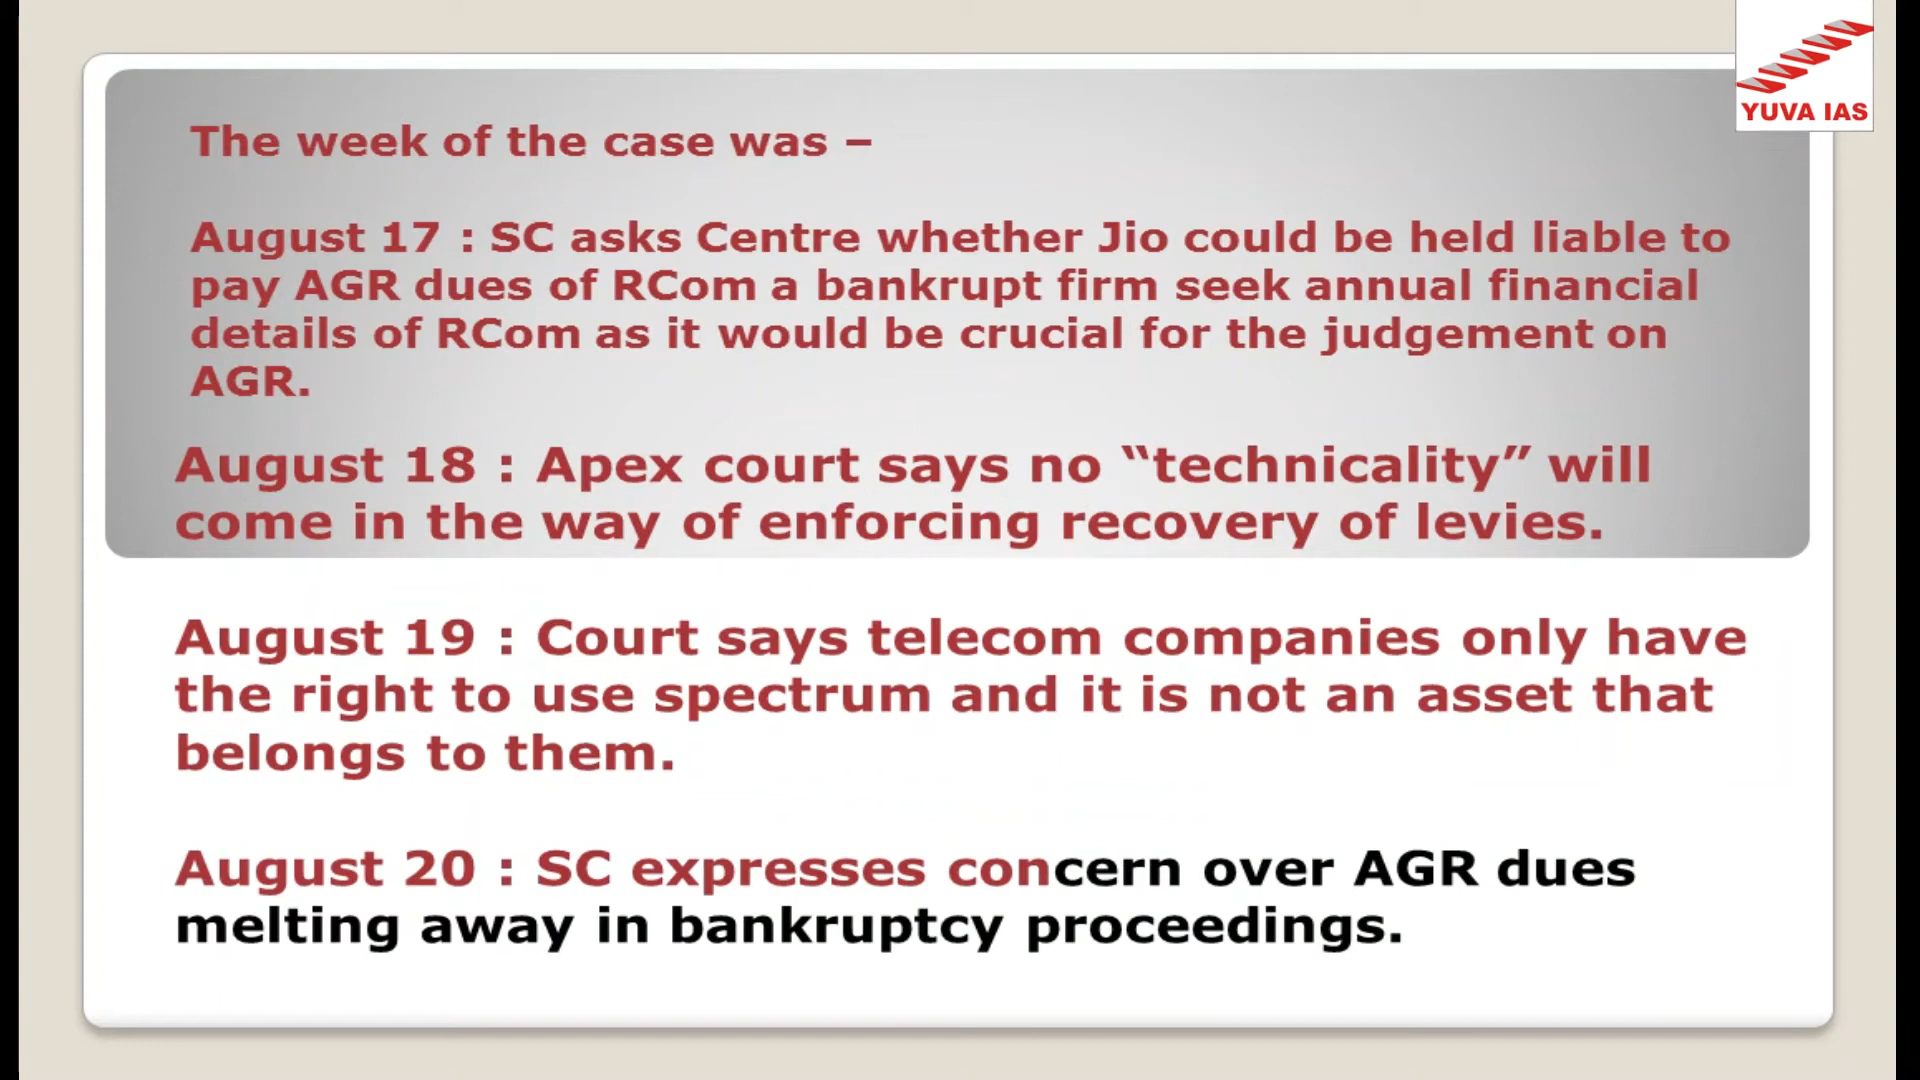 YUVA IAS
The week of the case was –
August 17 : SC asks Centre whether Jio could be held liable to
pay AGR dues of RCom a bankrupt firm seek annual financial
details of RCom as it would be crucial for the judgement on
AGR.
August 18 : Apex court says no “technicality” will
come in the way of enforcing recovery of levies.
August 19 : Court says telecom companies only have
the right to use spectrum and it is not an asset that
belongs to them.
August 20 : SC expresses concern over AGR dues
melting away in bankruptcy proceedings.